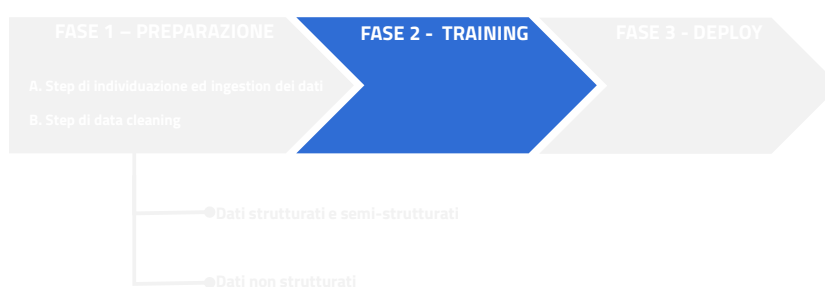 FASE 1 – PREPARAZIONE
A. Step di individuazione ed ingestion dei dati
B. Step di data cleaning
FASE 2 - TRAINING
FASE 3 - DEPLOY
Dati strutturati e semi-strutturati
Dati non strutturati